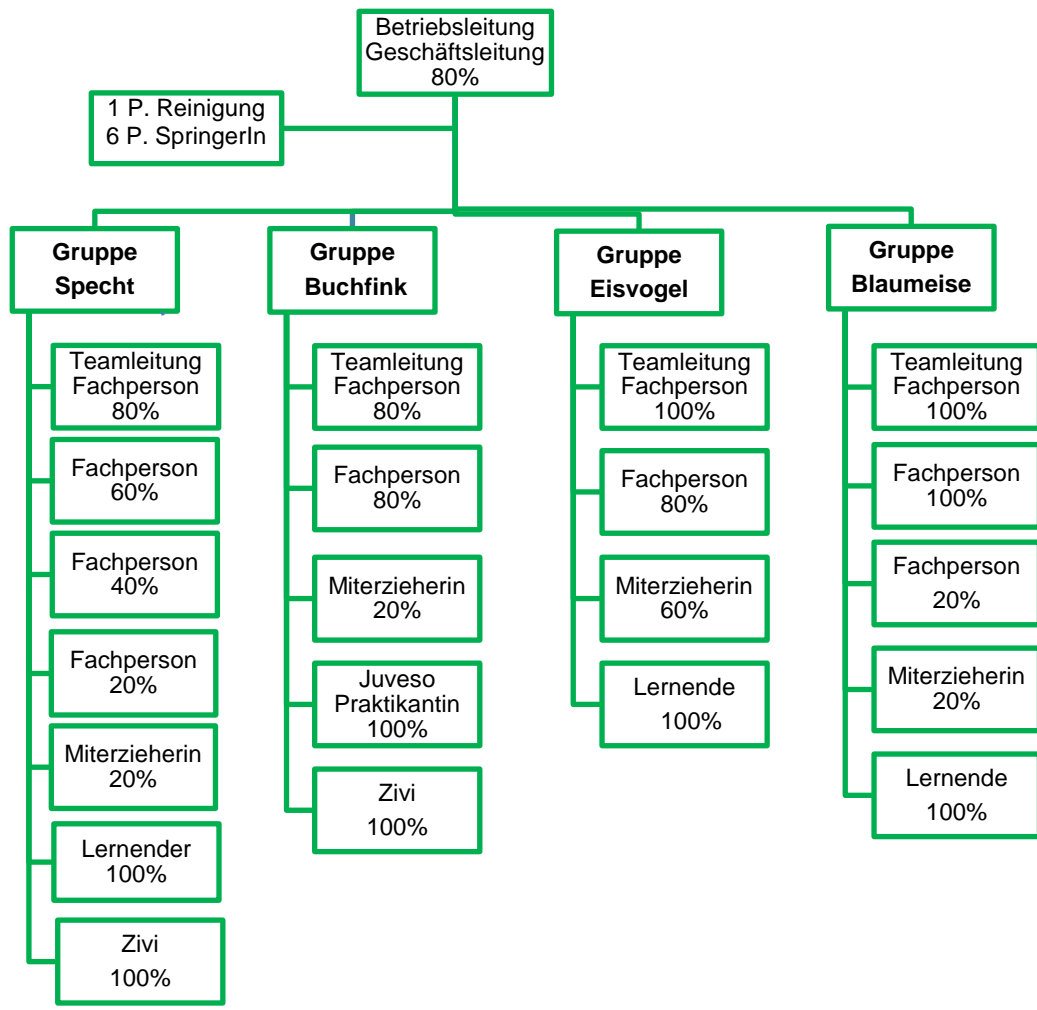 Betriebsleitung
Geschäftsleitung
80%
1 P. Reinigung
6 P. SpringerIn
Gruppe
Specht
Teamleitung
Fachperson
80%
Fachperson
60%
Fachperson
40%
Fachperson
20%
Miterzieherin
20%
Lernender
100%
Zivi
100%
Gruppe
Buchfink
Teamleitung
Fachperson
80%
Fachperson
80%
Miterzieherin
20%
Juveso
Praktikantin
100%
Zivi
100%
Gruppe
Eisvogel
Teamleitung
Fachperson
100%
Fachperson
80%
Miterzieherin
60%
Lernende
100%
Gruppe
Blaumeise
Teamleitung
Fachperson
100%
Fachperson
100%
Fachperson
20%
Miterzieherin
20%
Lernende
100%